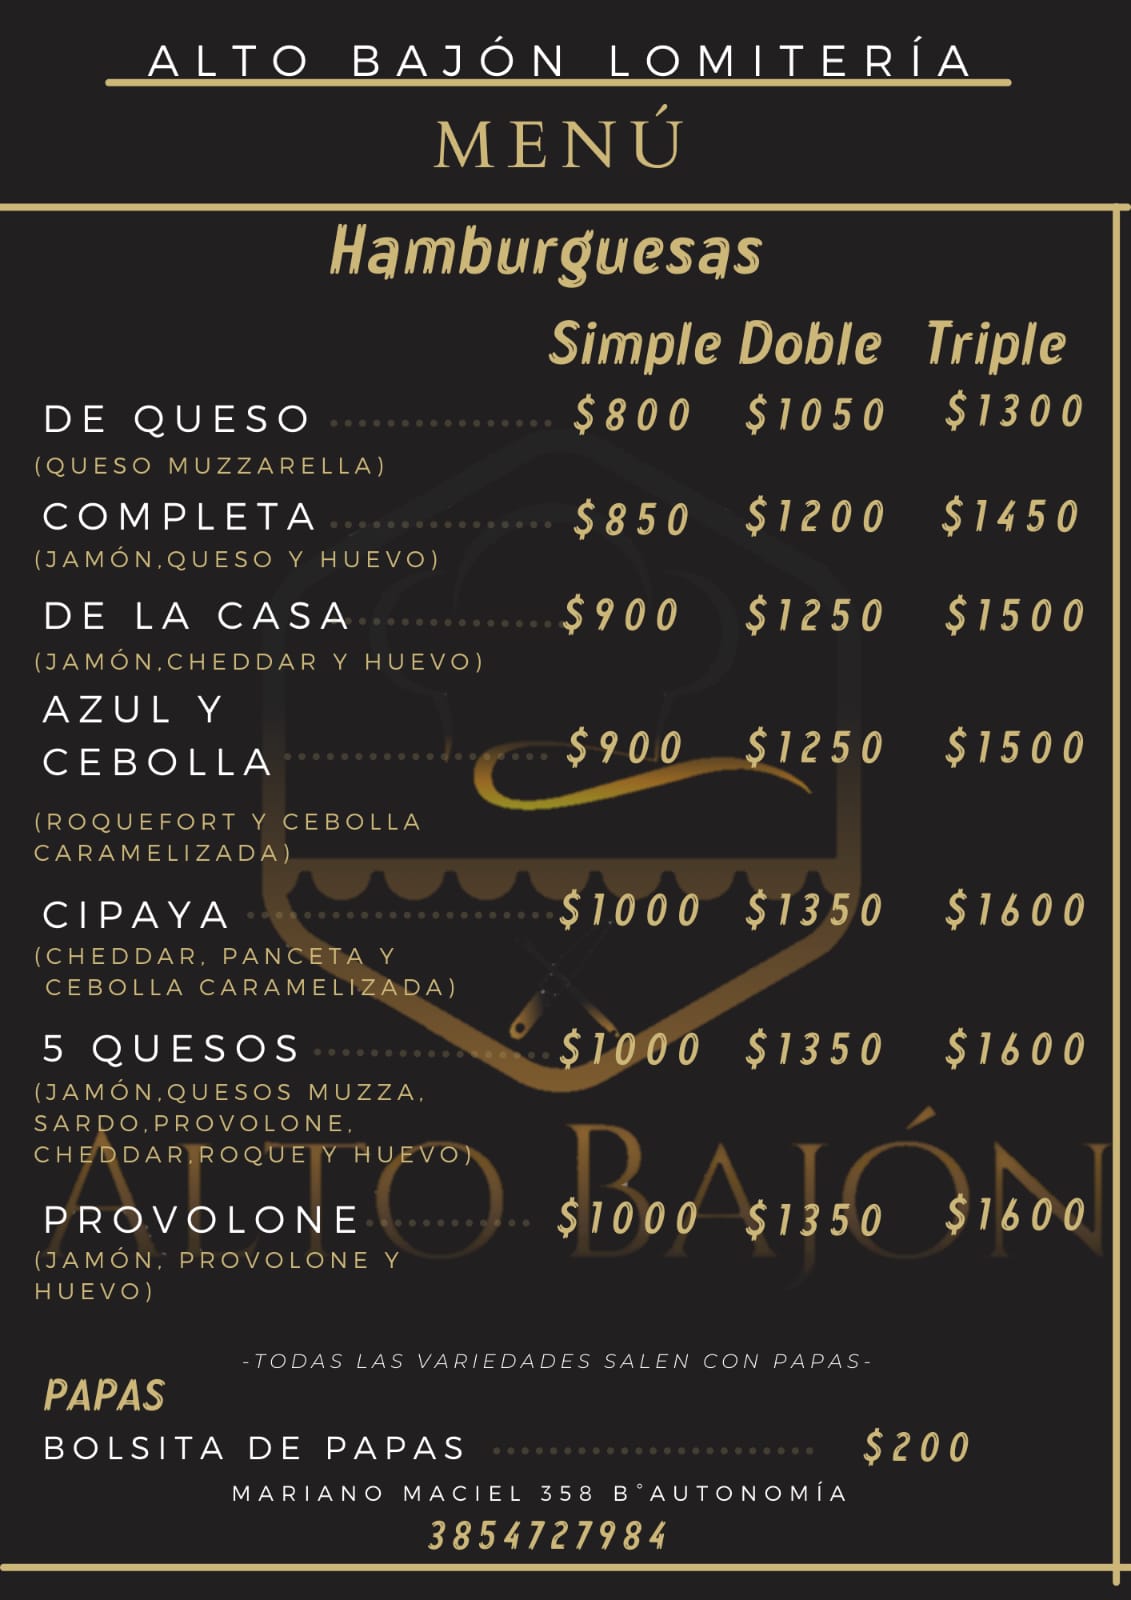 ALTO BAJÓN LOMITERÍA
MENÚ
Hamburguesas
Simple Doble Triple
DE QUESO $800 $1050 $1300
(QUESO MUZZARELLA)
COMPLETA $850 $1200 $1450
(JAMÓN,QUESO Y HUEVO)
DE LA CASA $900 $1250 $1500
(JAMÓN,CHEDDAR Y HUEVO)
AZUL Y
CEBOLLA $900 $1250 $1500
(ROQUEFORT Y CEBOLLA
CARAMELIZADA)
CIPAYA $1000 $1350 $1600
(CHEDDAR, PANCETA Y
CEBOLLA CARAMELIZADA)
5 QUESOS $1000 $1350 $1600
(JAMÓN,QUESOS MUZZA,
SARDO,PROVOLONE,
CHEDDAR,ROQUE Y HUEVO)
ALTO BAJÓN
PROVOLONE $1000 $1350 $1600
(JAMÓN, PROVOLONE Y
HUEVO)
-TODAS LAS VARIEDADES SALEN CON PAPAS-
PAPAS
BOLSITA DE PAPAS $200
MARIANO MACIEL 358 B°AUTONOMÍA
3854727984